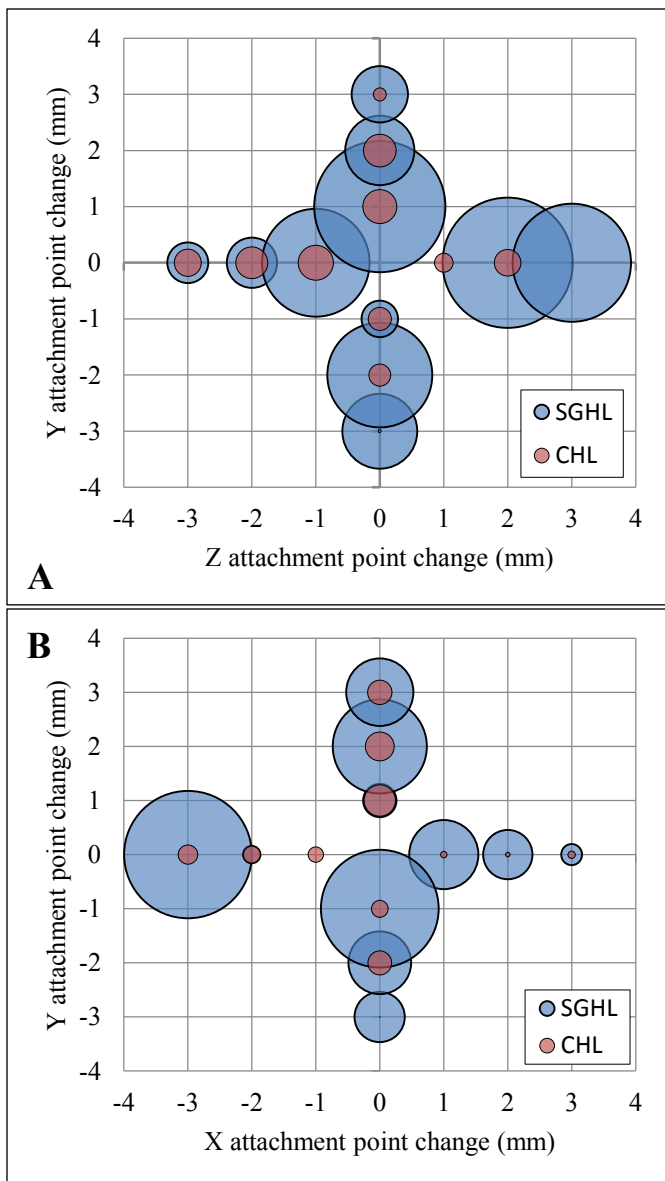 4
3
2
1
0
-1
-2
-3
-4
Y attachment point change (mm)
SGHL
CHL
-4 -3 -2 -1 0 1 2 3 4
Z attachment point change (mm)
A
B
4
3
2
1
0
-1
-2
-3
-4
Y attachment point change (mm)
SGHL
CHL
-4 -3 -2 -1 0 1 2 3 4
X attachment point change (mm)